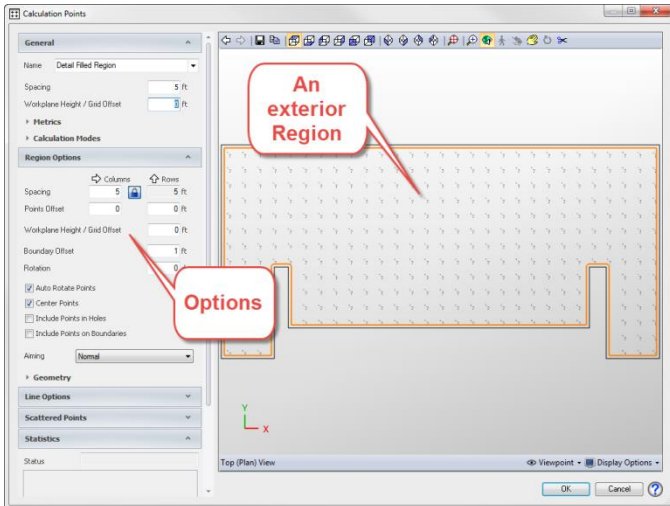 Calculation Points
General
Name Detail Filled Region
Spacing 5 ft
Workplane Height / Grid Offset 0 ft
Metrics
Calculation Modes
Region Options
Columns Rows
Spacing 5 5 ft
Points Offset 0 0 ft
Workplane Height / Grid Offset 0 ft
Boundary Offset 1 ft
Rotation 0
Auto Rotate Points
Center Points
Include Points in Holes
Include Points on Boundaries
Aiming Normal
Geometry
Line Options
Scattered Points
Statistics
Status
An
exterior
Region
Options
Y
X
Top (Plan) View Viewpoint Display Options
OK Cancel